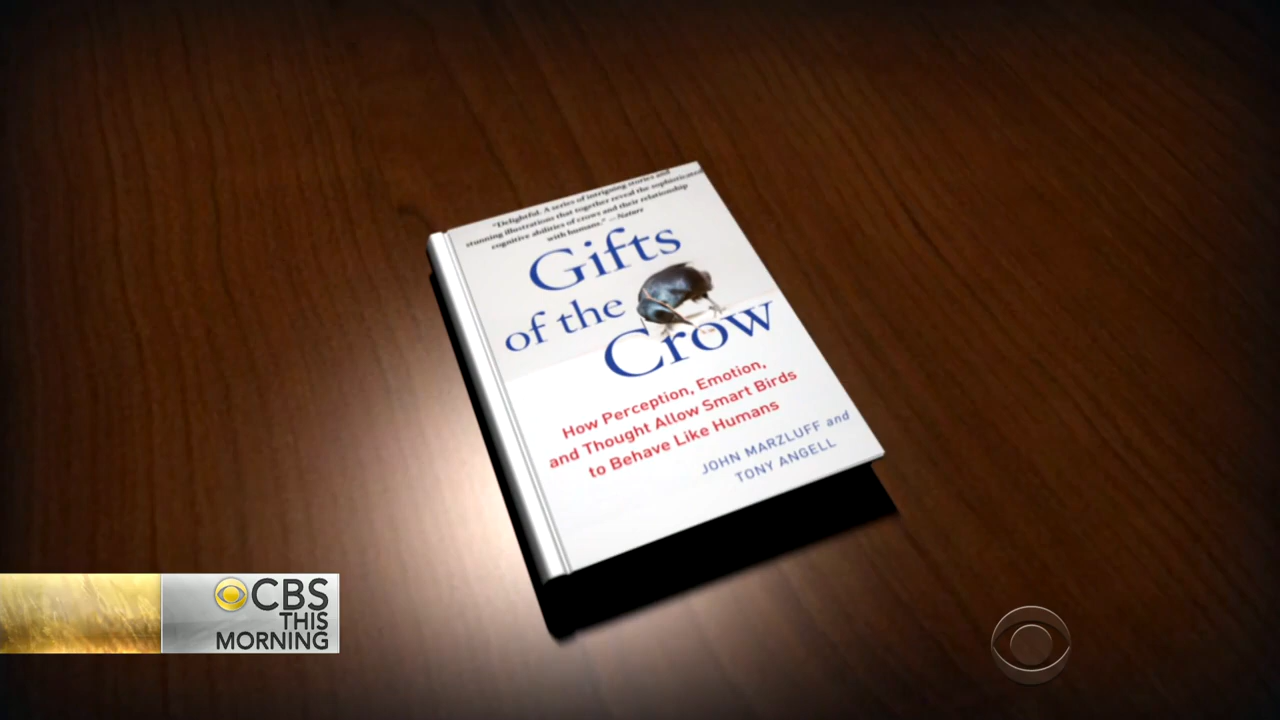 "Delightful. A series of intriguing stories and
stunning illustrations that together reveal the sophisticated
cognitive abilities of crows and their relationship
with humans." —Nature
Gifts
of the
Crow
How Perception, Emotion,
and Thought Allow Smart Birds
to Behave Like Humans
JOHN MARZLUFF and
TONY ANGELL
CBS
THIS
MORNING